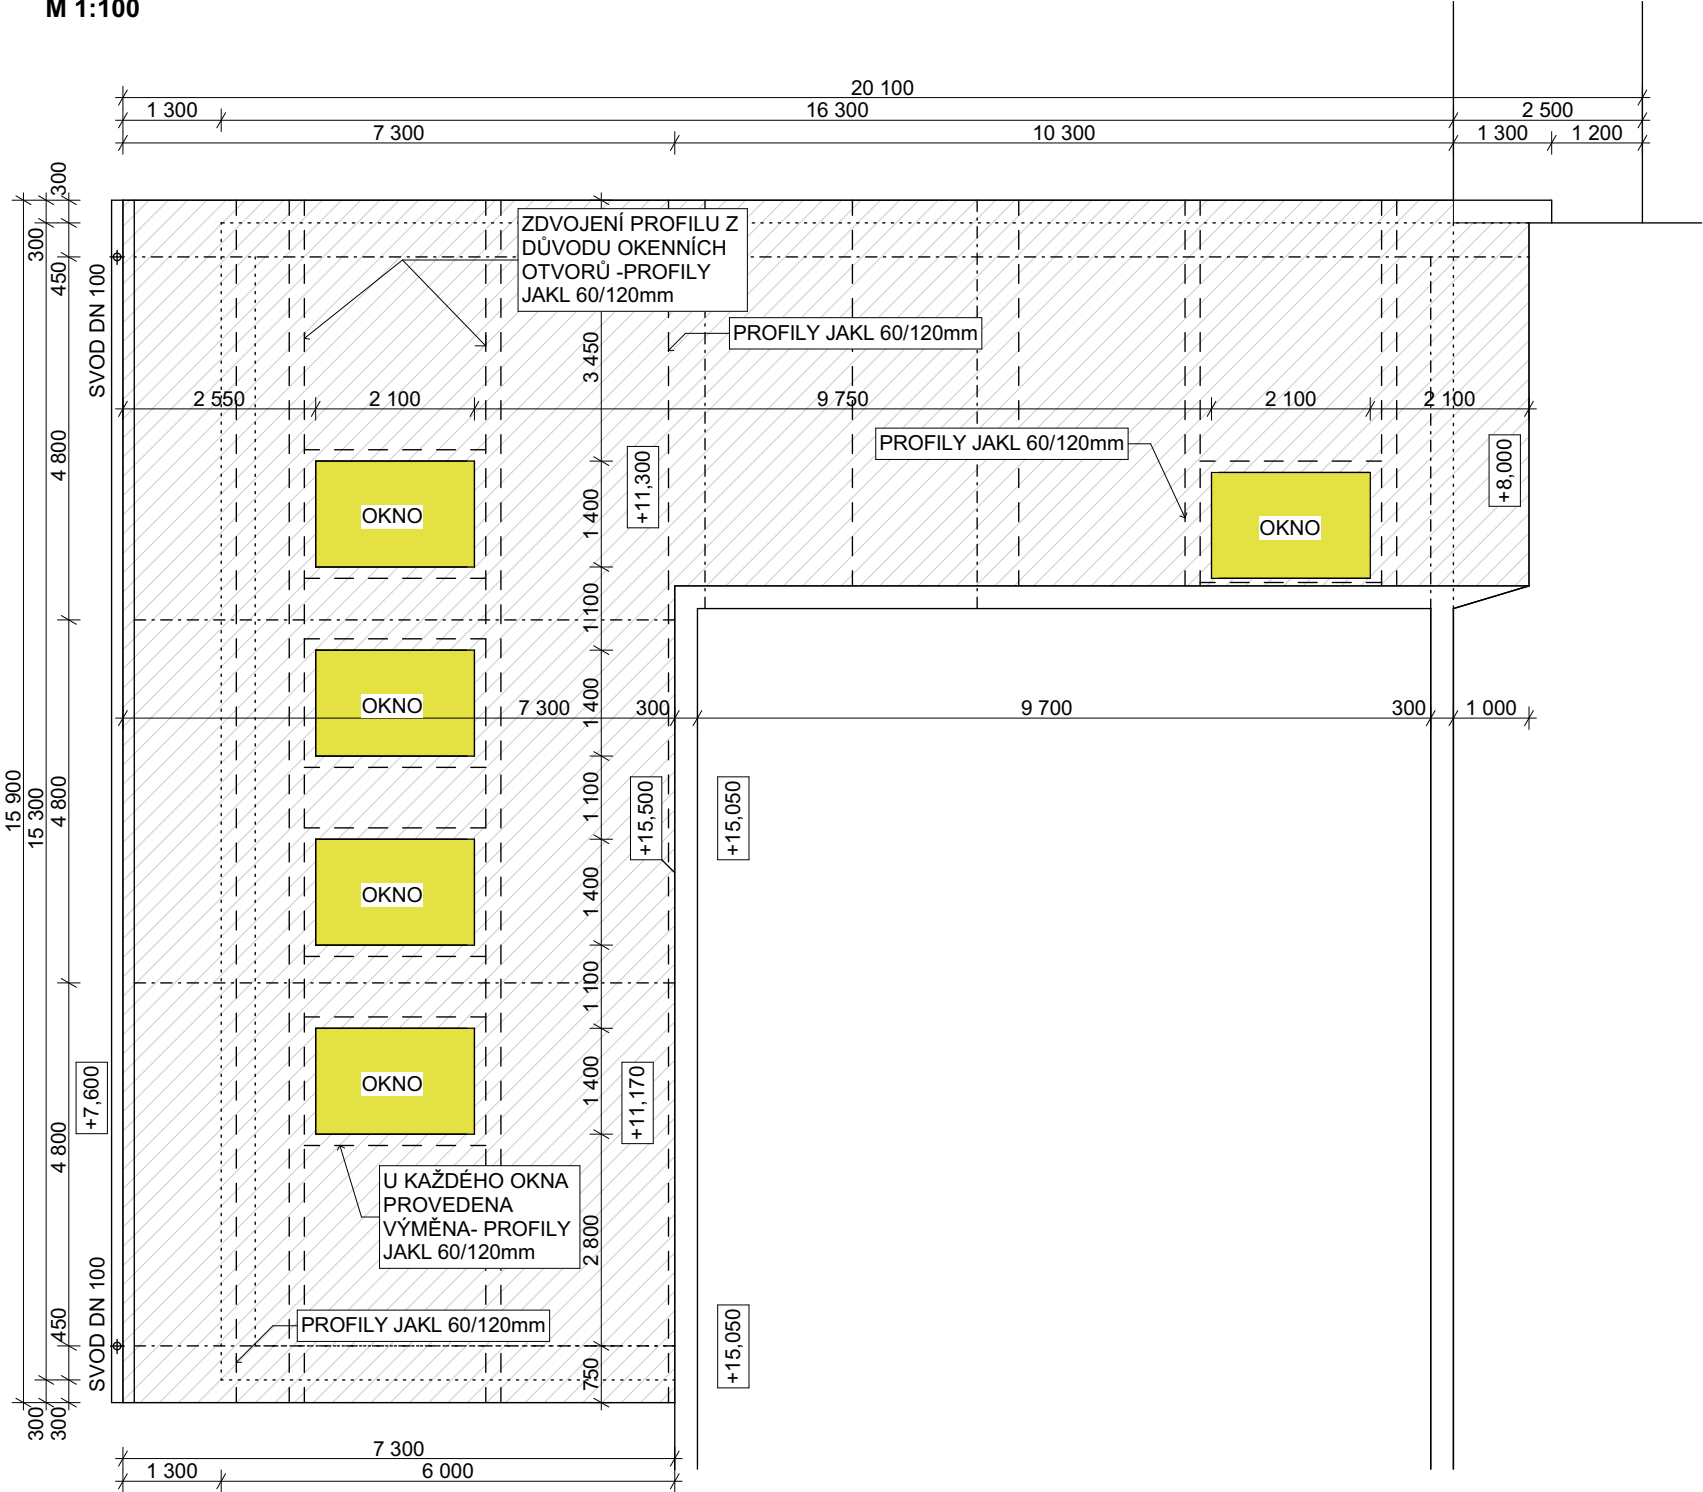 M 1:100
20 100
1 300
16 300
2 500
7 300
10 300
1 300
1 200
300
300
450
SVOD DN 100
ZDVOJENÍ PROFILU Z
DŮVODU OKENNÍCH
OTVORŮ -PROFILY
JAKL 60/120mm
PROFILY JAKL 60/120mm
3 450
2 550
2 100
9 750
2 100
2 100
PROFILY JAKL 60/120mm
4 800
+11,300
+8,000
OKNO
1 400
OKNO
1 100
OKNO
1 400
7 300
300
9 700
300
1 000
15 900
15 300
4 800
1 100
+15,500
+15,050
OKNO
1 400
1 100
OKNO
1 400
+7,600
+11,170
4 800
U KAŽDÉHO OKNA
PROVEDENA
VÝMĚNA- PROFILY
JAKL 60/120mm
2 800
SVOD DN 100
450
PROFILY JAKL 60/120mm
+15,050
750
300
300
7 300
1 300
6 000